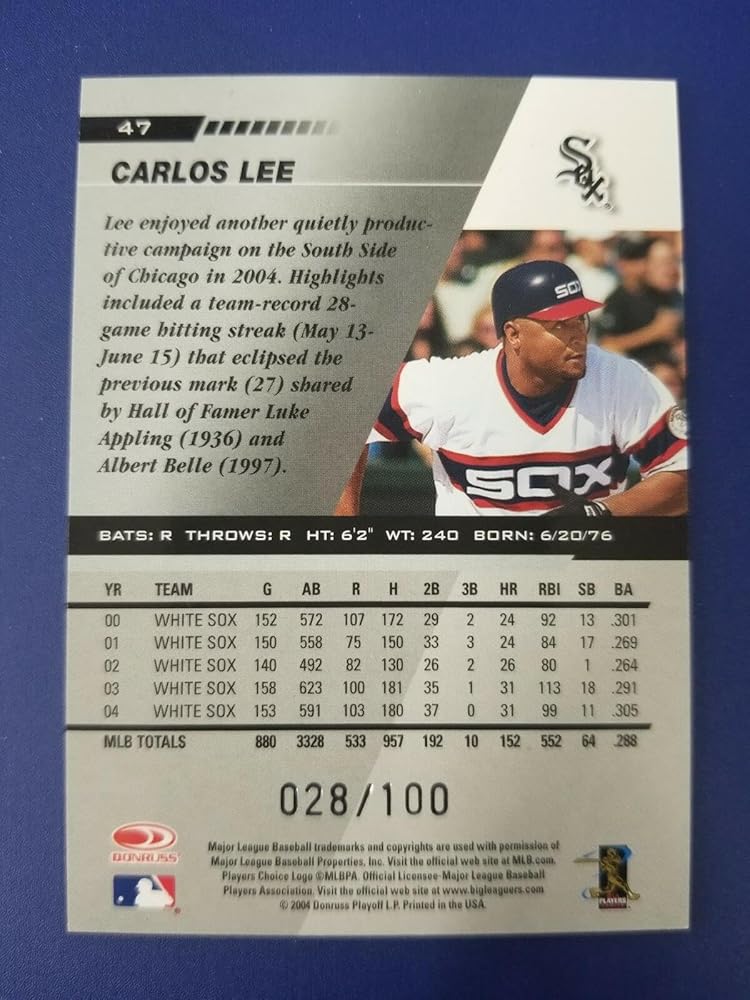 47
CARLOS LEE
Sox
Lee enjoyed another quietly produc-
tive campaign on the South Side
of Chicago in 2004. Highlights
included a team-record 28-
game hitting streak (May 13-
June 15) that eclipsed the
previous mark (27) shared
by Hall of Famer Luke
Appling (1936) and
Albert Belle (1997).
SOX
SOX
BATS: R THROWS: R HT: 6'2" WT: 240 BORN: 6/20/76
YR TEAM G AB R H 2B 3B HR RBI SB BA
00 WHITE SOX 152 572 107 172 29 2 24 92 13 .301
01 WHITE SOX 150 558 75 150 33 3 24 84 17 .269
02 WHITE SOX 140 492 82 130 26 2 26 80 1 .264
03 WHITE SOX 158 623 100 181 35 1 31 113 18 .291
04 WHITE SOX 153 591 103 180 37 0 31 99 11 .305
MLB TOTALS 880 3328 533 957 192 10 152 552 64 .288
028/100
DONRUSS
Major League Baseball trademarks and copyrights are used with permission of
Major League Baseball Properties, Inc. Visit the official web site at MLB.com.
Players Choice Logo ©MLBPA. Official Licensee-Major League Baseball
Players Association. Visit the official web site at www.bigleaguers.com
© 2004 Donruss Playoff L.P. Printed in the USA.
PLAYERS